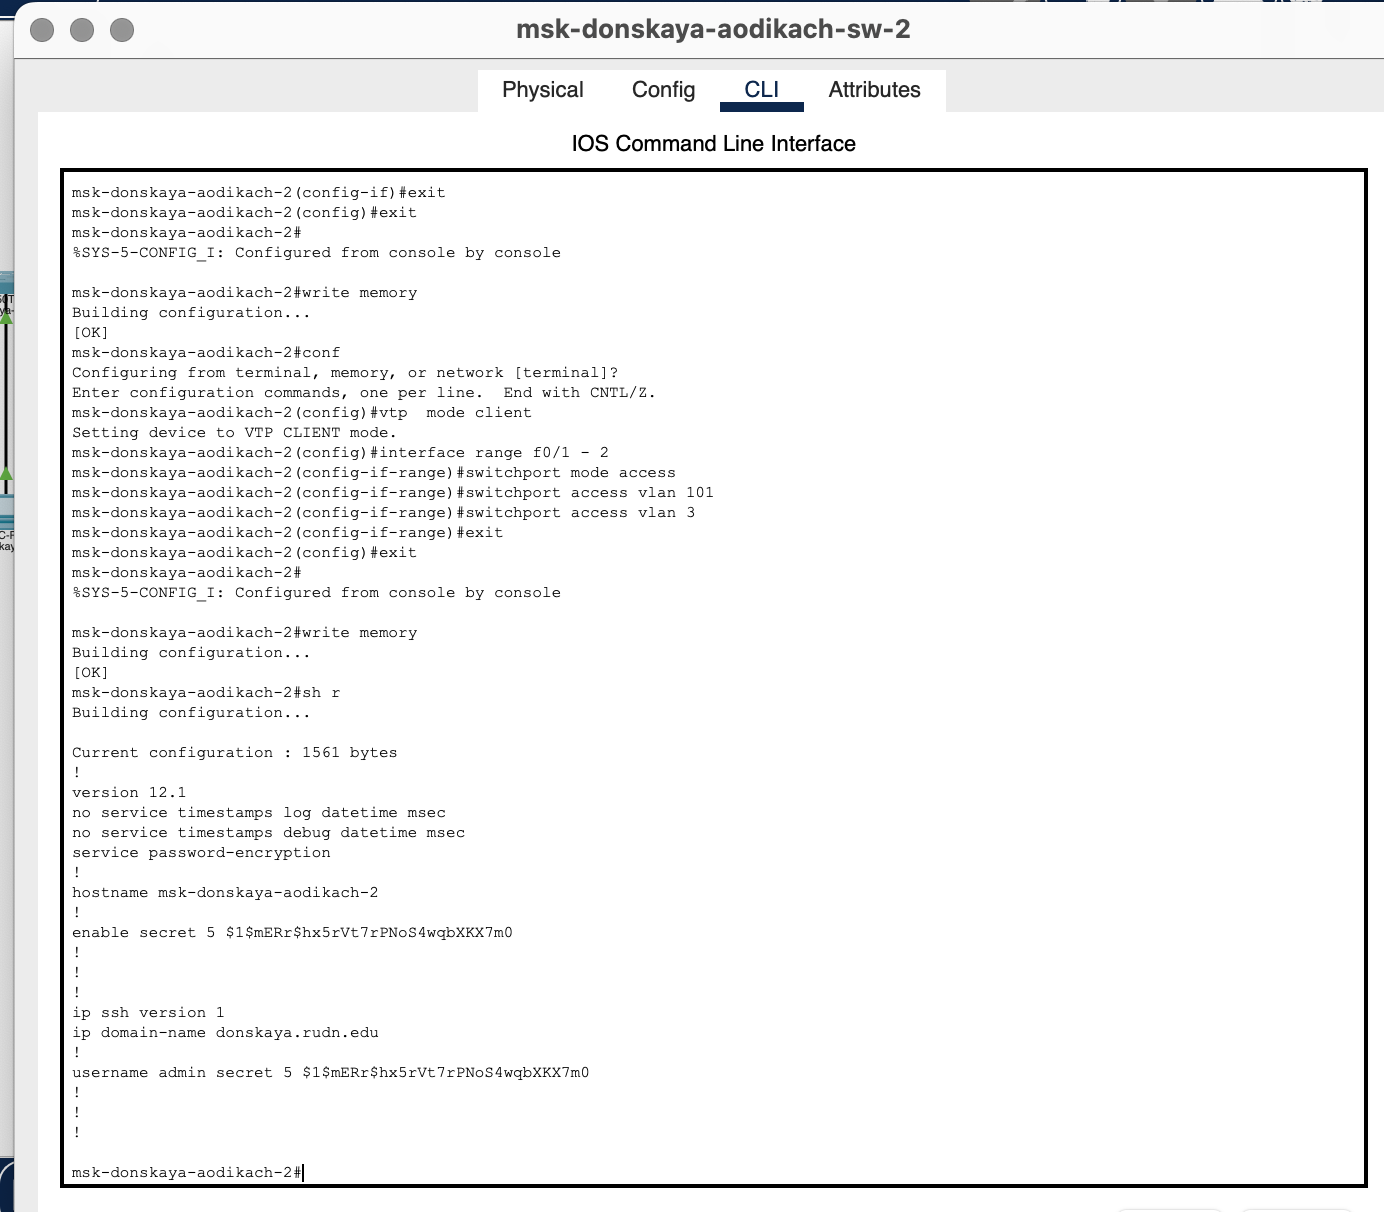 msk-donskaya-aodikach-sw-2
Physical Config CLI Attributes
IOS Command Line Interface
msk-donskaya-aodikach-2(config-if)#exit
msk-donskaya-aodikach-2(config)#exit
msk-donskaya-aodikach-2#
%SYS-5-CONFIG_I: Configured from console by console
msk-donskaya-aodikach-2#write memory
Building configuration...
[OK]
msk-donskaya-aodikach-2#conf
Configuring from terminal, memory, or network [terminal]?
Enter configuration commands, one per line.  End with CNTL/Z.
msk-donskaya-aodikach-2(config)#vtp  mode client
Setting device to VTP CLIENT mode.
msk-donskaya-aodikach-2(config)#interface range f0/1 - 2
msk-donskaya-aodikach-2(config-if-range)#switchport mode access
msk-donskaya-aodikach-2(config-if-range)#switchport access vlan 101
msk-donskaya-aodikach-2(config-if-range)#switchport access vlan 3
msk-donskaya-aodikach-2(config-if-range)#exit
msk-donskaya-aodikach-2(config)#exit
msk-donskaya-aodikach-2#
%SYS-5-CONFIG_I: Configured from console by console
msk-donskaya-aodikach-2#write memory
Building configuration...
[OK]
msk-donskaya-aodikach-2#sh r
Building configuration...
Current configuration : 1561 bytes
!
version 12.1
no service timestamps log datetime msec
no service timestamps debug datetime msec
service password-encryption
!
hostname msk-donskaya-aodikach-2
!
enable secret 5 $1$mERr$hx5rVt7rPNoS4wqbXKX7m0
!
!
!
ip ssh version 1
ip domain-name donskaya.rudn.edu
!
username admin secret 5 $1$mERr$hx5rVt7rPNoS4wqbXKX7m0
!
!
!
msk-donskaya-aodikach-2#